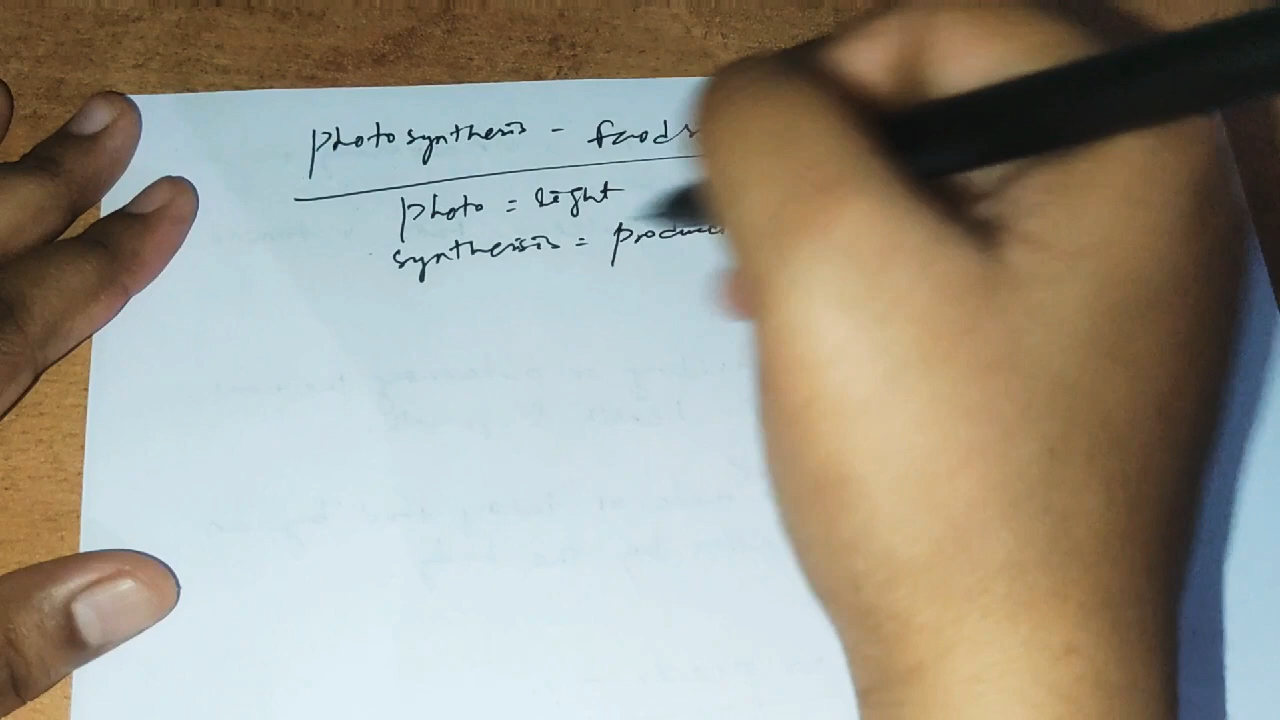 photosynthesis - foods
photo = light
synthesis = produc